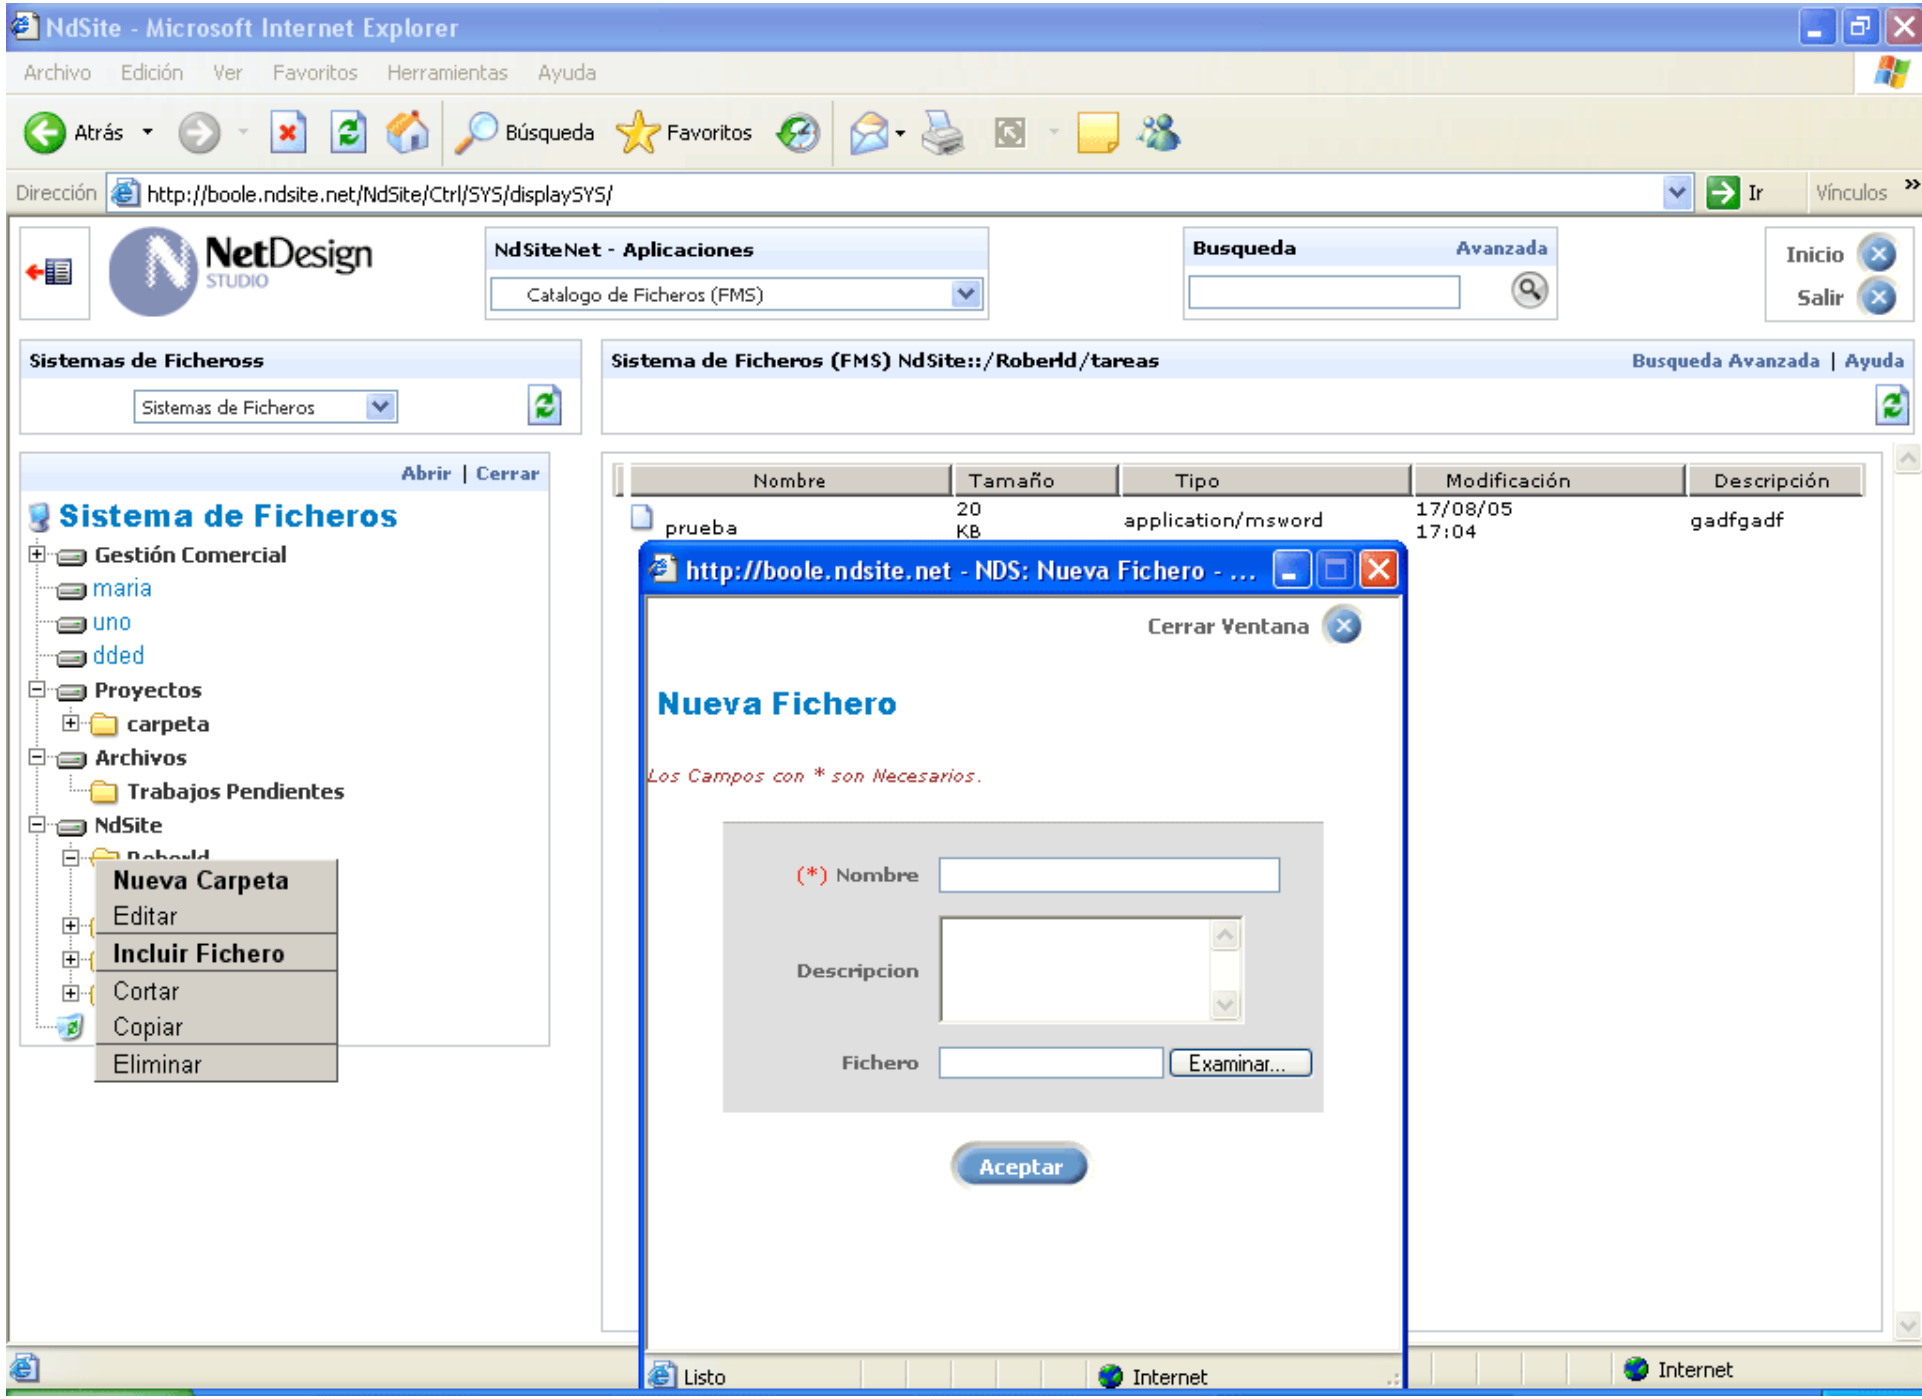 NdSite - Microsoft Internet Explorer
Archivo Edición Ver Favoritos Herramientas Ayuda
Atrás Búsqueda Favoritos
Dirección http://boole.ndsite.net/NdSite/Ctrl/SYS/displaySYS/ Ir Vínculos »
NetDesign
STUDIO
NdSiteNet - Aplicaciones
Catalogo de Ficheros (FMS)
Busqueda Avanzada
Inicio
Salir
Sistemas de Ficheross
Sistemas de Ficheros
Sistema de Ficheros (FMS) NdSite::/Roberld/tareas Busqueda Avanzada | Ayuda
Abrir | Cerrar
Sistema de Ficheros
Gestión Comercial
maria
uno
dded
Proyectos
carpeta
Archivos
Trabajos Pendientes
NdSite
Roberld
Nueva Carpeta
Editar
Incluir Fichero
Cortar
Copiar
Eliminar
Nombre Tamaño Tipo Modificación Descripción
prueba 20 KB application/msword 17/08/05 17:04 gadfgadf
http://boole.ndsite.net - NDS: Nueva Fichero - ...
Cerrar Ventana
Nueva Fichero
Los Campos con * son Necesarios.
(*) Nombre
Descripcion
Fichero Examinar...
Aceptar
Listo Internet
Internet